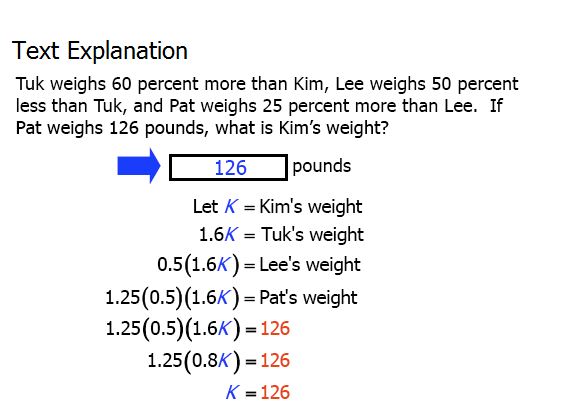 Text Explanation
Tuk weighs 60 percent more than Kim, Lee weighs 50 percent
less than Tuk, and Pat weighs 25 percent more than Lee.  If
Pat weighs 126 pounds, what is Kim’s weight?
126 pounds
Let K = Kim's weight
1.6K = Tuk's weight
0.5(1.6K) = Lee's weight
1.25(0.5)(1.6K) = Pat's weight
1.25(0.5)(1.6K) = 126
1.25(0.8K) = 126
K = 126